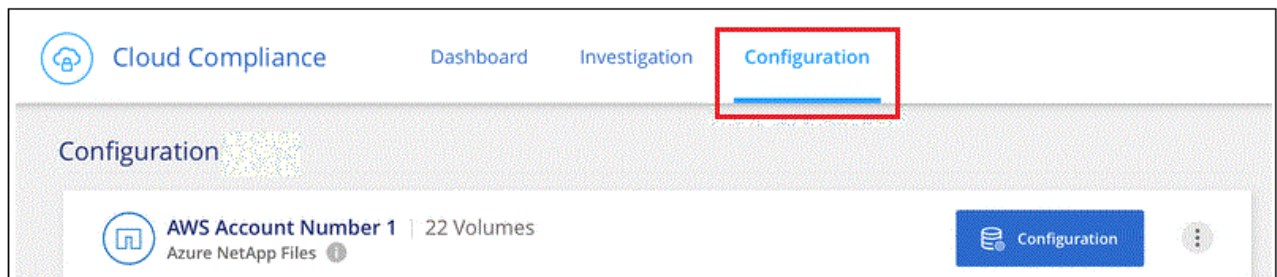 Cloud Compliance Dashboard Investigation Configuration
Configuration
AWS Account Number 1 | 22 Volumes
Azure NetApp Files
Configuration